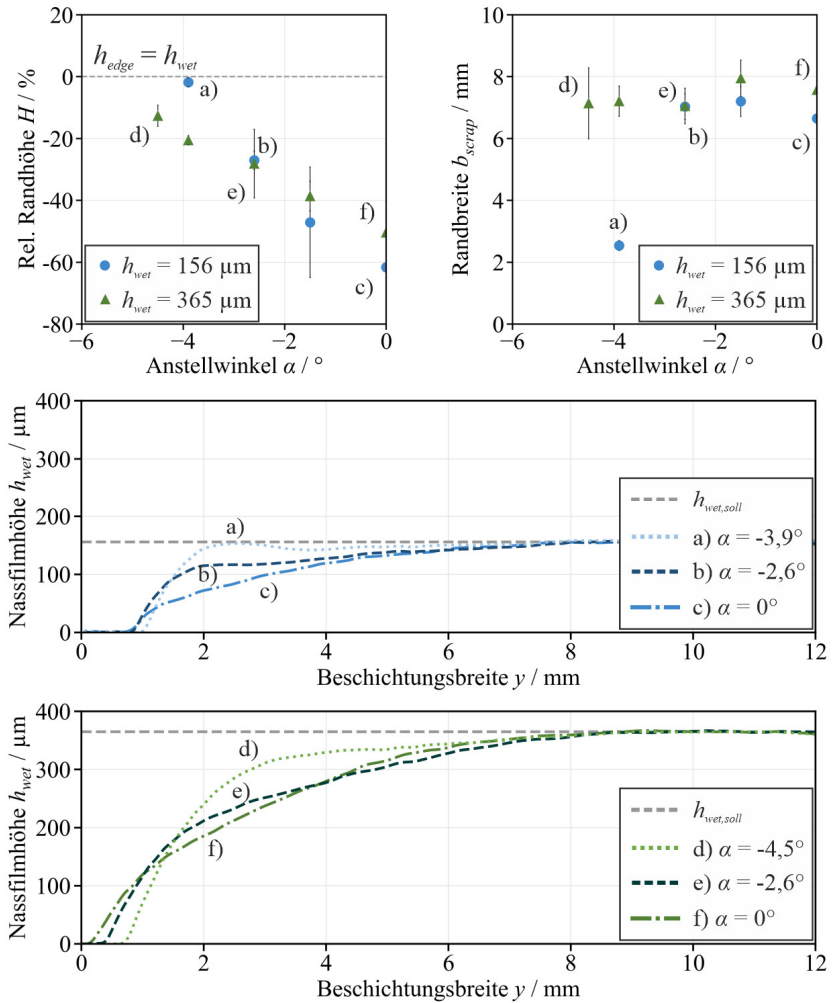 Rel. Randhöhe H / %
h_edge = h_wet
20
0
-20
-40
-60
-80
a)
d)
b)
e)
f)
c)
h_wet = 156 µm
h_wet = 365 µm
−6
−4
−2
0
Anstellwinkel α / °
Randbreite b_scrap / mm
10
8
6
4
2
0
d)
e)
b)
f)
c)
a)
h_wet = 156 µm
h_wet = 365 µm
−6
−4
−2
0
Anstellwinkel α / °
Nassfilmhöhe h_wet / µm
400
300
200
100
0
a)
b)
c)
h_wet,soll
a) α = -3,9°
b) α = -2,6°
c) α = 0°
0
2
4
6
8
10
12
Beschichtungsbreite y / mm
Nassfilmhöhe h_wet / µm
400
300
200
100
0
d)
e)
f)
h_wet,soll
d) α = -4,5°
e) α = -2,6°
f) α = 0°
0
2
4
6
8
10
12
Beschichtungsbreite y / mm